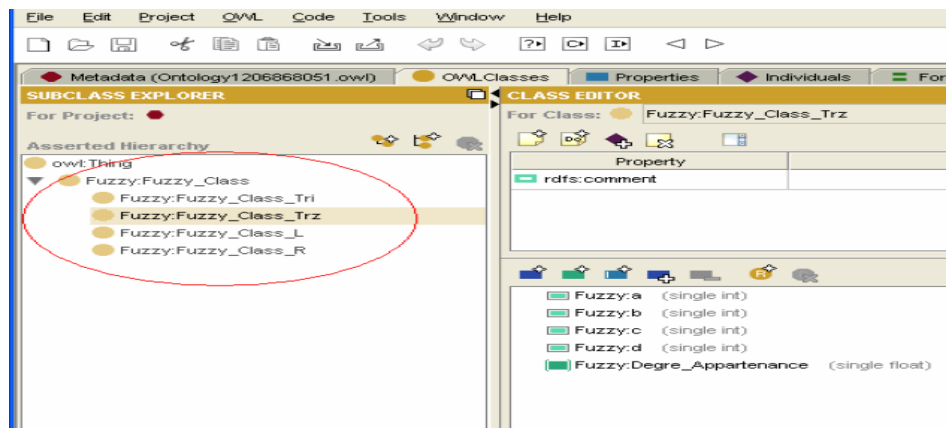 File Edit Project OWL Code Tools Window Help
Metadata (Ontology1206868051.owl) OWLClasses Properties Individuals For
SUBCLASS EXPLORER
For Project:
Asserted Hierarchy
owl:Thing
Fuzzy:Fuzzy_Class
Fuzzy:Fuzzy_Class_Tri
Fuzzy:Fuzzy_Class_Trz
Fuzzy:Fuzzy_Class_L
Fuzzy:Fuzzy_Class_R
CLASS EDITOR
For Class: Fuzzy:Fuzzy_Class_Trz
Property
rdfs:comment
Fuzzy:a (single int)
Fuzzy:b (single int)
Fuzzy:c (single int)
Fuzzy:d (single int)
Fuzzy:Degre_Appartenance (single float)